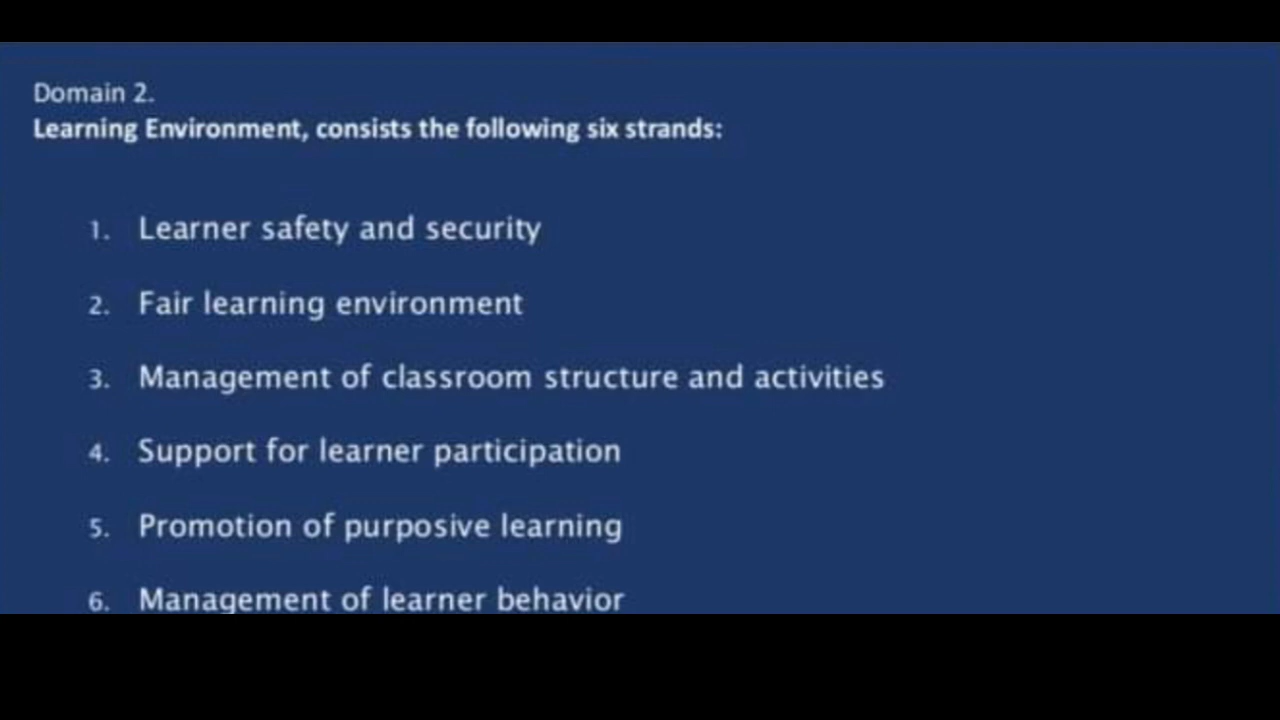 Domain 2.
Learning Environment, consists the following six strands:
1. Learner safety and security
2. Fair learning environment
3. Management of classroom structure and activities
4. Support for learner participation
5. Promotion of purposive learning
6. Management of learner behavior